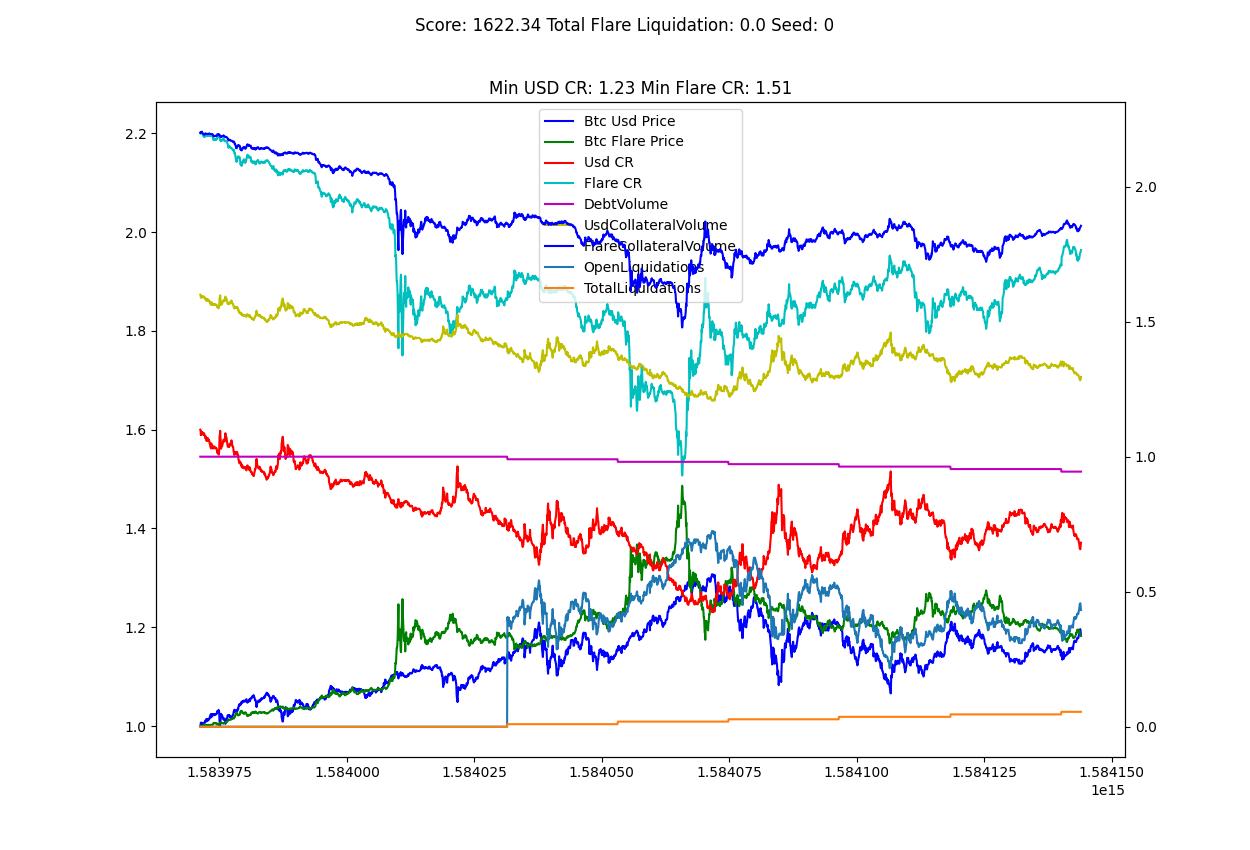 Score: 1622.34 Total Flare Liquidation: 0.0 Seed: 0
Min USD CR: 1.23 Min Flare CR: 1.51
Btc Usd Price
Btc Flare Price
Usd CR
Flare CR
DebtVolume
UsdCollateralVolume
FlareCollateralVolume
OpenLiquidations
TotalLiquidations
2.2
2.0
1.8
1.6
1.4
1.2
1.0
2.0
1.5
1.0
0.5
0.0
1.583975
1.584000
1.584025
1.584050
1.584075
1.584100
1.584125
1.584150
1e15